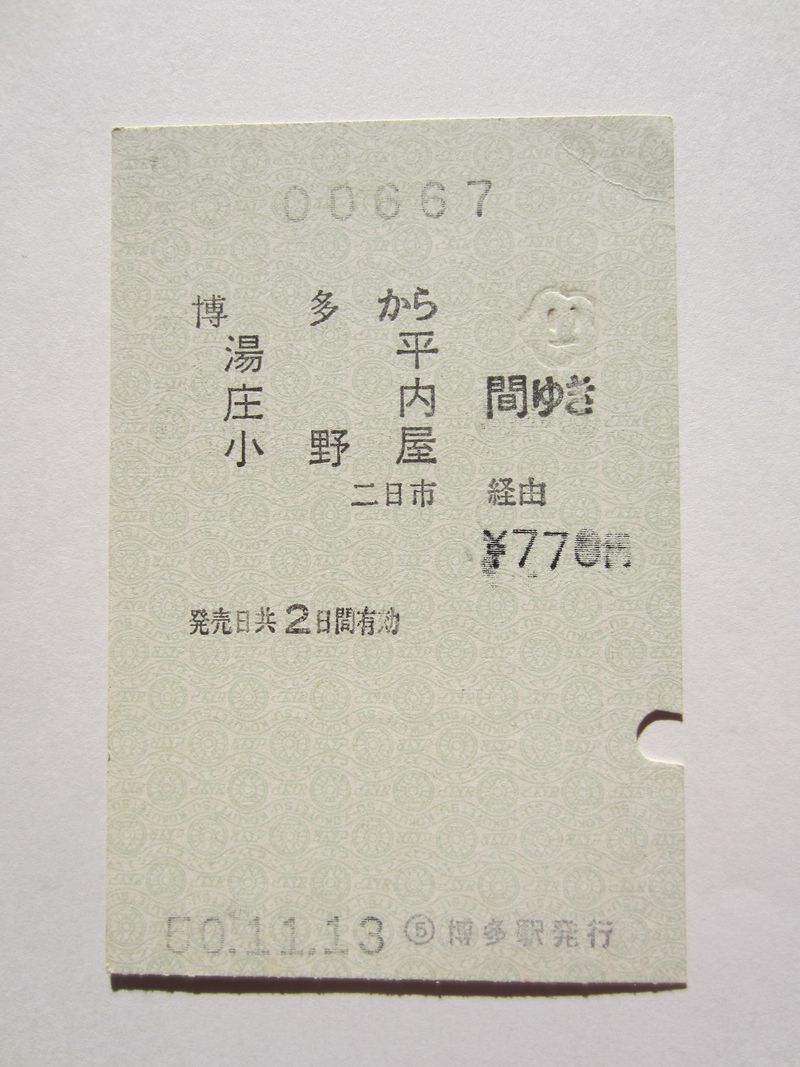 00667
博多から
湯平
庄内 間ゆき
小野屋
二日市 経由
¥770円
発売日共2日間有効
50.11.13 ⑤ 博多駅発行